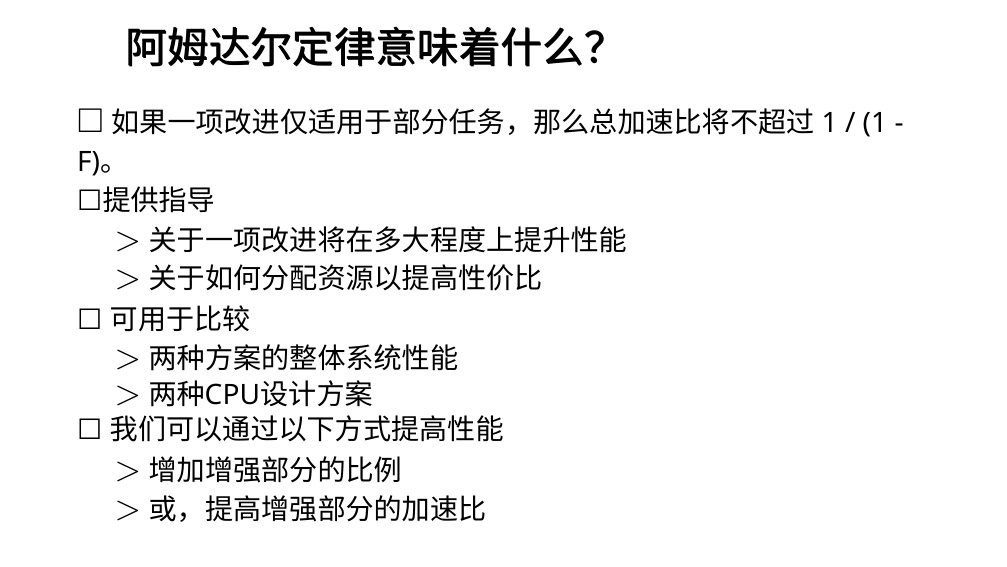 阿姆达尔定律意味着什么？
□ 如果一项改进仅适用于部分任务，那么总加速比将不超过 1 / (1 -
F)。
□提供指导
＞ 关于一项改进将在多大程度上提升性能
＞ 关于如何分配资源以提高性价比
□ 可用于比较
＞ 两种方案的整体系统性能
＞ 两种CPU设计方案
□ 我们可以通过以下方式提高性能
＞ 增加增强部分的比例
＞ 或，提高增强部分的加速比